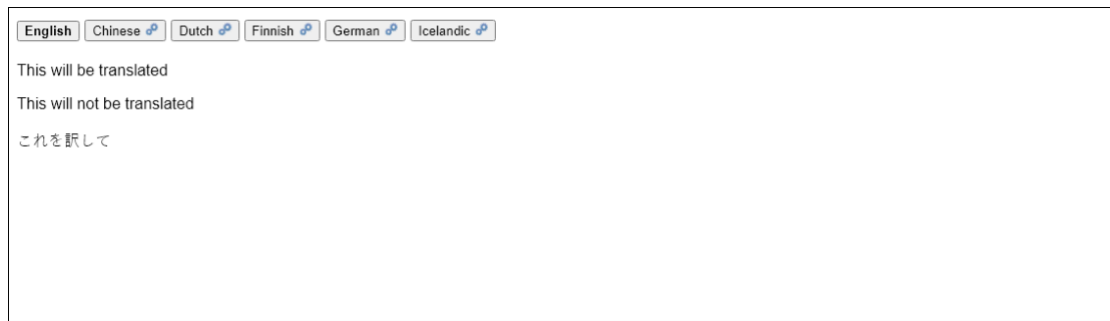 English Chinese Dutch Finnish German Icelandic
This will be translated
This will not be translated
これを訳して